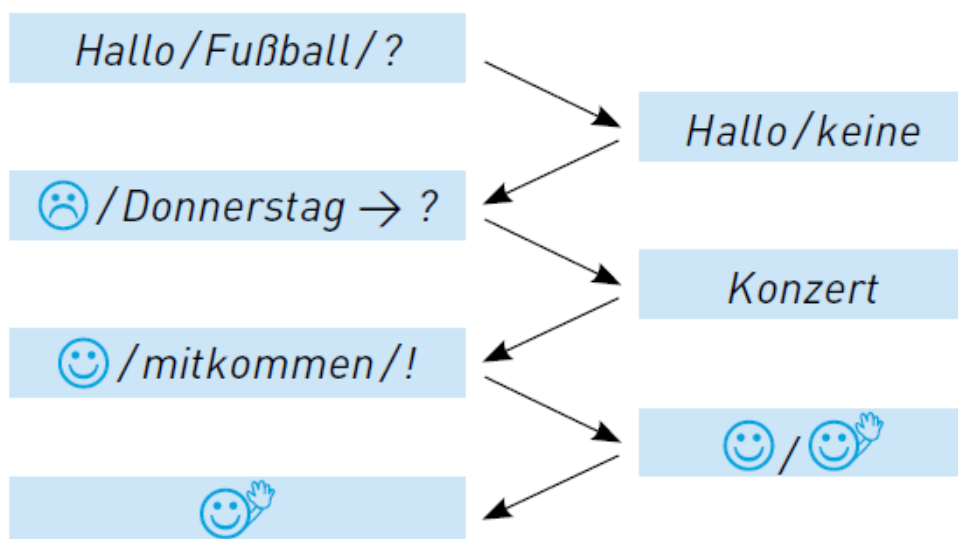 Hallo/Fußball/?
Hallo/keine
/Donnerstag → ?
Konzert
/mitkommen/!
/